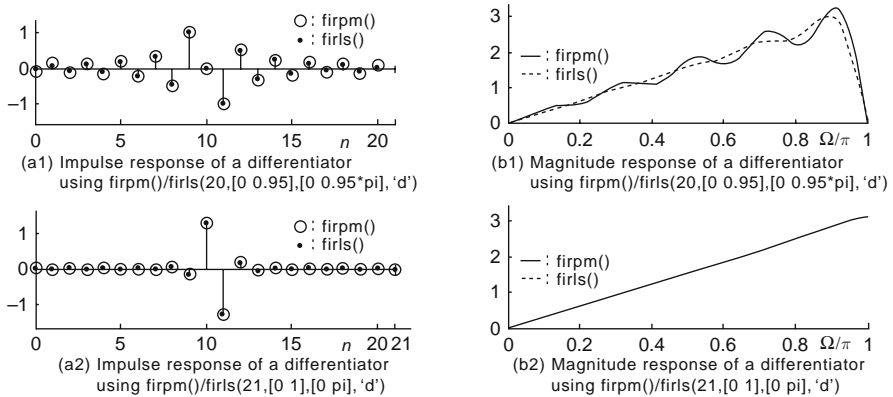 1
0
–1
○ : firpm()
• : firls()
0 5 10 15 n 20
(a1) Impulse response of a differentiator
using firpm()/firls(20,[0 0.95],[0 0.95*pi], ‘d’)
3
2
1
0
: firpm()
: firls()
0 0.2 0.4 0.6 0.8 Ω/π 1
(b1) Magnitude response of a differentiator
using firpm()/firls(20,[0 0.95],[0 0.95*pi], ‘d’)
1
0
–1
○ : firpm()
• : firls()
0 5 10 15 n 20 21
(a2) Impulse response of a differentiator
using firpm()/firls(21,[0 1],[0 pi], ‘d’)
3
2
1
0
: firpm()
: firls()
0 0.2 0.4 0.6 0.8 Ω/π 1
(b2) Magnitude response of a differentiator
using firpm()/firls(21,[0 1],[0 pi], ‘d’)